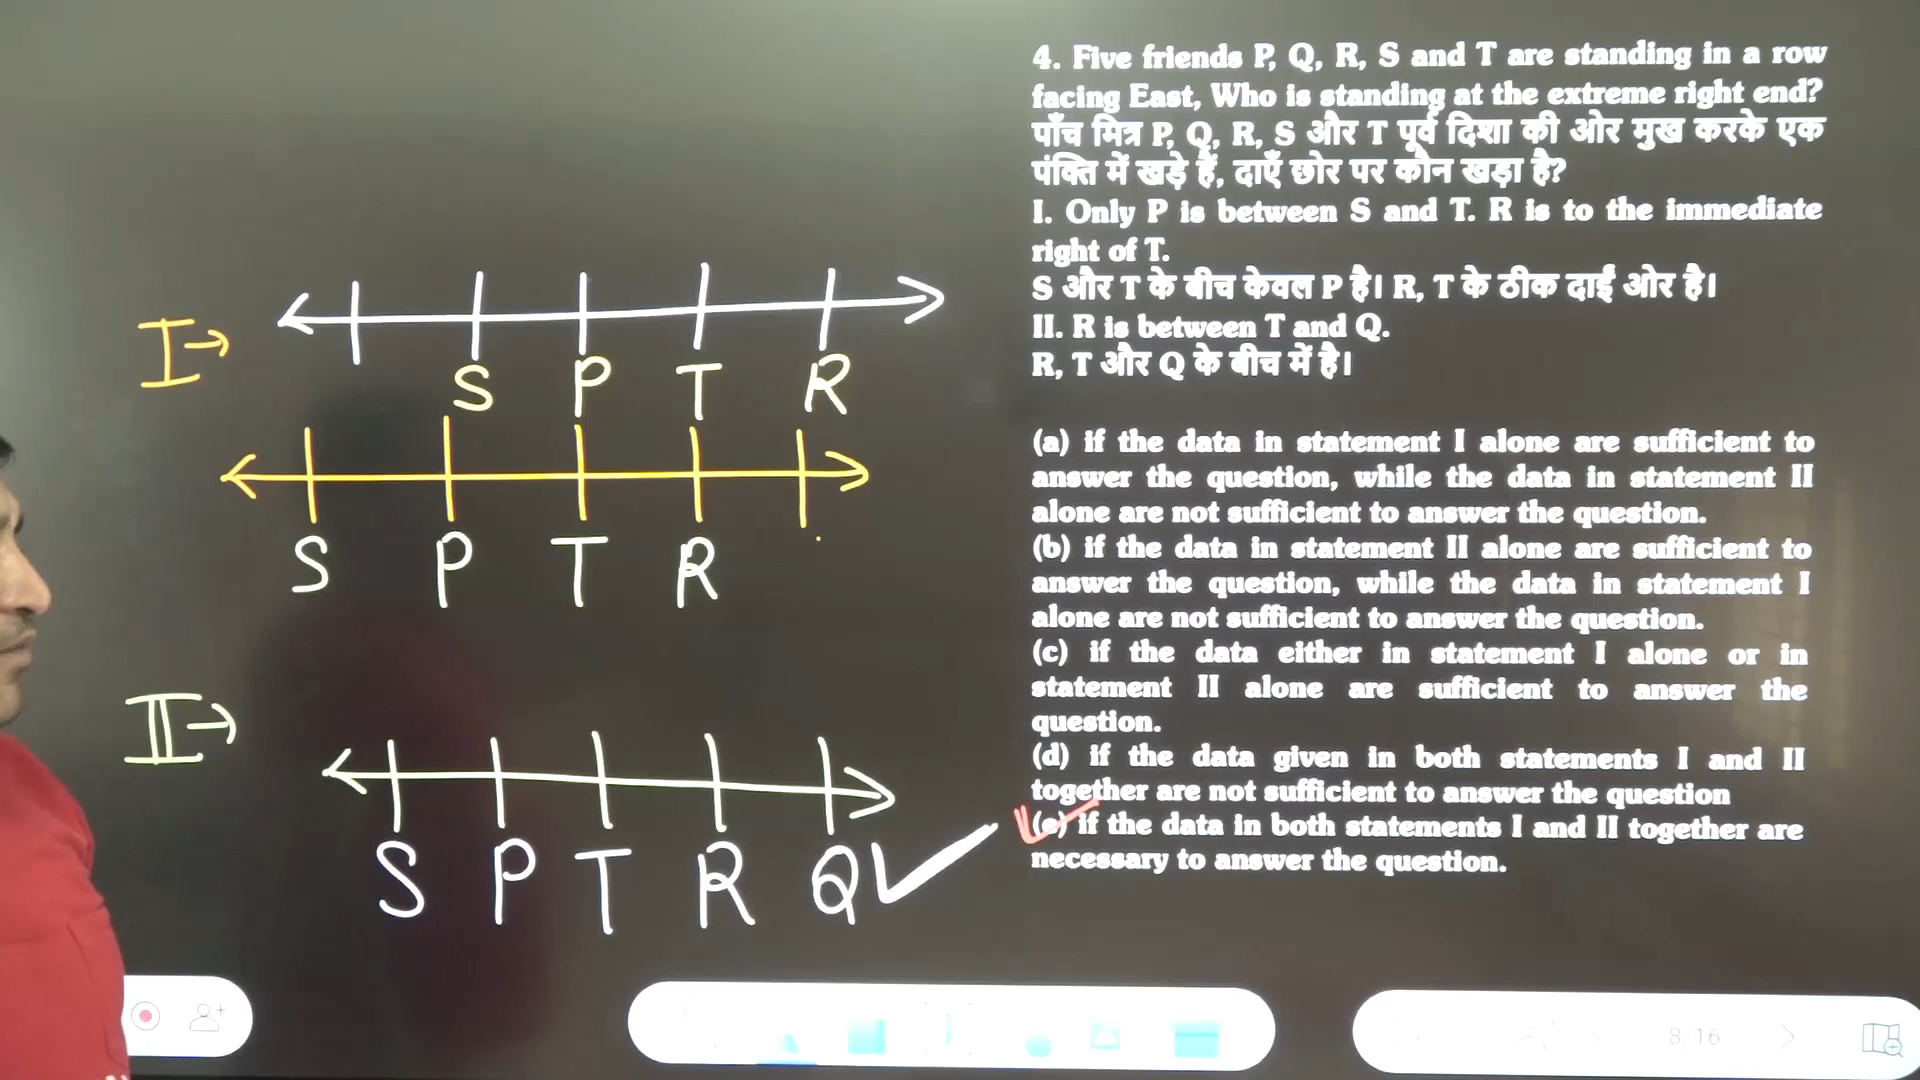 4. Five friends P, Q, R, S and T are standing in a row
facing East, Who is standing at the extreme right end?
पाँच मित्र P, Q, R, S और T पूर्व दिशा की ओर मुख करके एक
पंक्ति में खड़े हैं, दाएँ छोर पर कौन खड़ा है?
I. Only P is between S and T. R is to the immediate
right of T.
S और T के बीच केवल P है। R, T के ठीक दाईं ओर है।
II. R is between T and Q.
R, T और Q के बीच में है।
(a) if the data in statement I alone are sufficient to
answer the question, while the data in statement II
alone are not sufficient to answer the question.
(b) if the data in statement II alone are sufficient to
answer the question, while the data in statement I
alone are not sufficient to answer the question.
(c) if the data either in statement I alone or in
statement II alone are sufficient to answer the
question.
(d) if the data given in both statements I and II
together are not sufficient to answer the question
(e) if the data in both statements I and II together are
necessary to answer the question.
I→
S P T R
S P T R
II→
S P T R Q
8/16